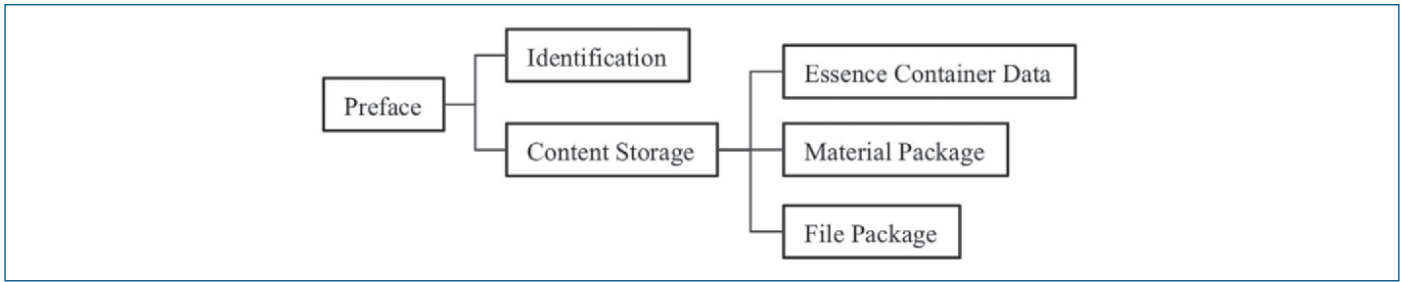 Preface
Identification
Content Storage
Essence Container Data
Material Package
File Package